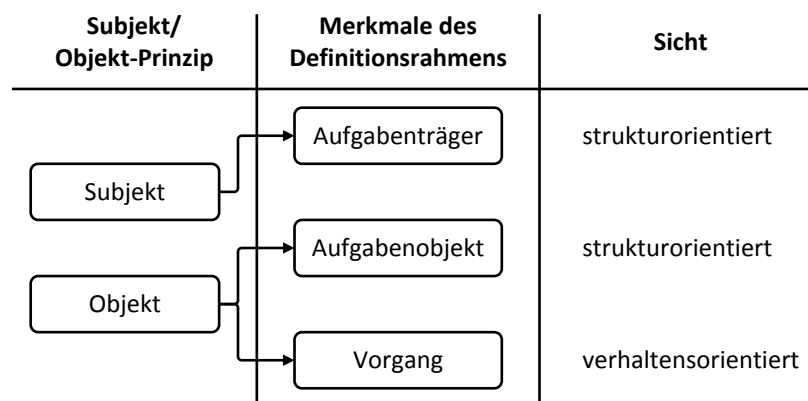 Subjekt/
Objekt-Prinzip
Merkmale des
Definitionsrahmens
Sicht
Subjekt
Objekt
Aufgabenträger
Aufgabenobjekt
Vorgang
strukturorientiert
strukturorientiert
verhaltensorientiert